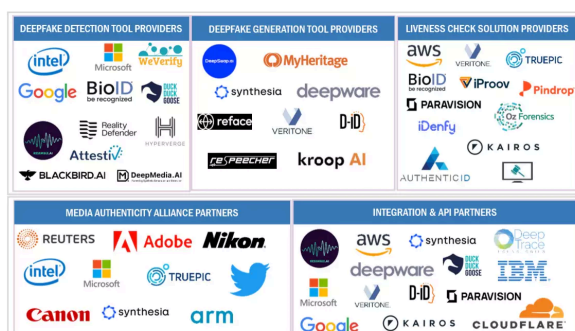 DEEPFAKE DETECTION TOOL PROVIDERS
intel
Microsoft
WeVerify
Google
BioID
be recognized
DUCK
DUCK
GOOSE
Reality
Defender
HYPERVERGE
Attestiv
BLACKBIRD.AI
DeepMedia.AI
DEEPFAKE GENERATION TOOL PROVIDERS
DeepSwap.ai
MyHeritage
synthesia
deepware
reface
VERITONE
D-iD
respeecher
kroop AI
LIVENESS CHECK SOLUTION PROVIDERS
aws
VERITONE
TRUEPIC
BioID
be recognized
iProov
Pindrop
PARAVISION
iDenfy
Oz Forensics
KAIROS
AUTHENTICID
MEDIA AUTHENTICITY ALLIANCE PARTNERS
REUTERS
Adobe
Nikon
intel
Microsoft
TRUEPIC
Canon
synthesia
arm
INTEGRATION & API PARTNERS
aws
synthesia
Deep
Trace
deepware
DUCK
DUCK
GOOSE
IBM
Microsoft
VERITONE
D-iD
PARAVISION
Google
KAIROS
CLOUDFLARE